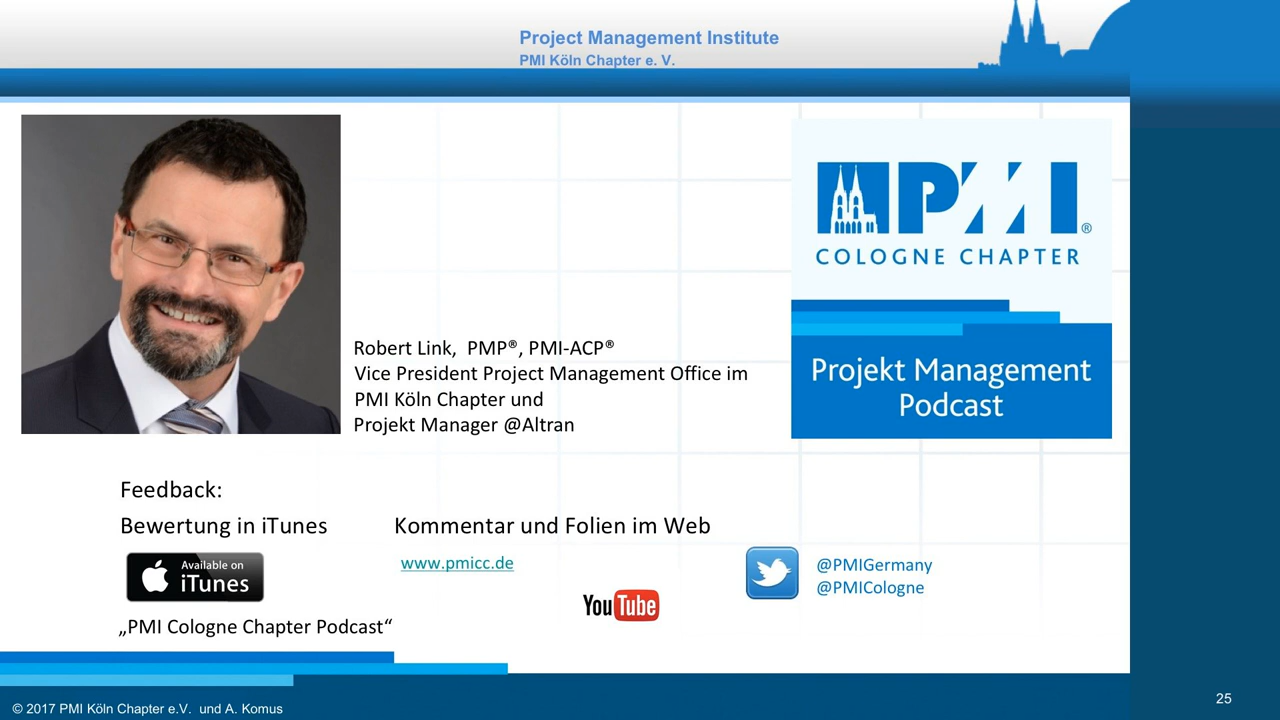 Project Management Institute
PMI Köln Chapter e. V.
PMI®
COLOGNE CHAPTER
Projekt Management
Podcast
Robert Link, PMP®, PMI-ACP®
Vice President Project Management Office im
PMI Köln Chapter und
Projekt Manager @Altran
Feedback:
Bewertung in iTunes
Kommentar und Folien im Web
Available on
iTunes
www.pmicc.de
YouTube
@PMIGermany
@PMICologne
„PMI Cologne Chapter Podcast“
© 2017 PMI Köln Chapter e.V. und A. Komus
25